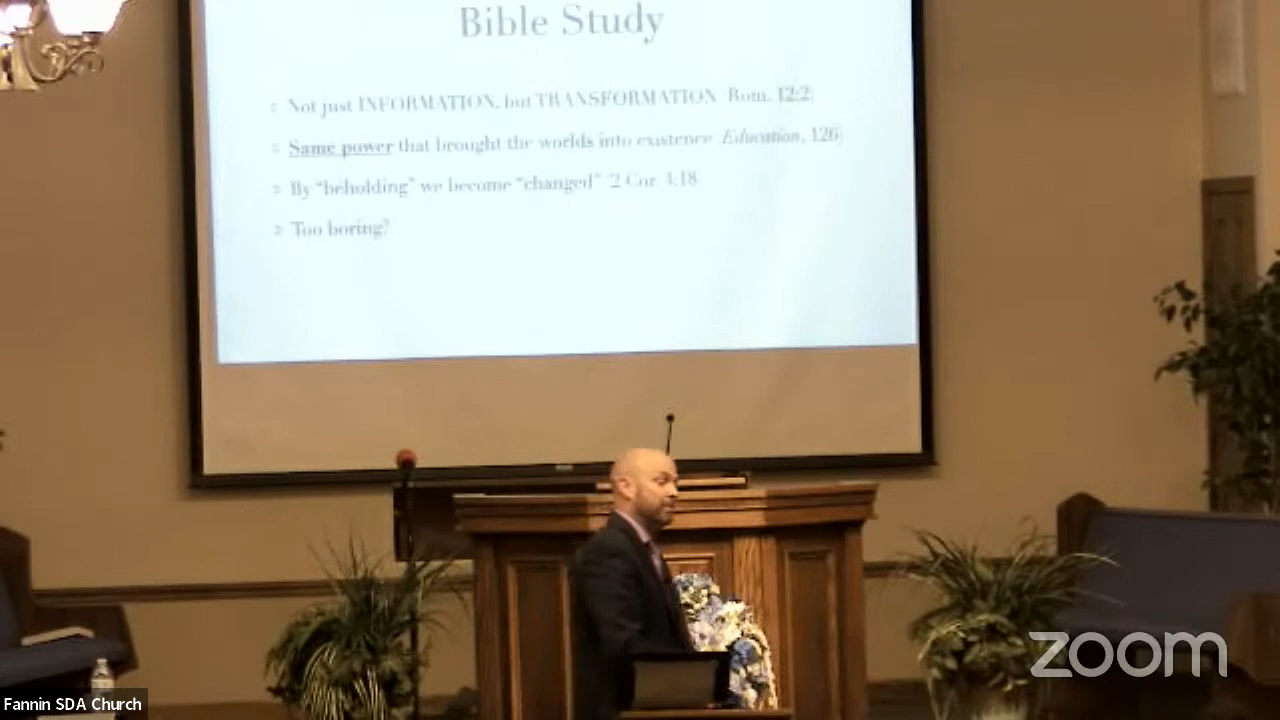 Bible Study
Not just INFORMATION, but TRANSFORMATION Rom. 12:2;
Same power that brought the worlds into existence Education, 126)
By “beholding” we become “changed” 2 Cor. 3:18
Too boring?
zoom
Fannin SDA Church